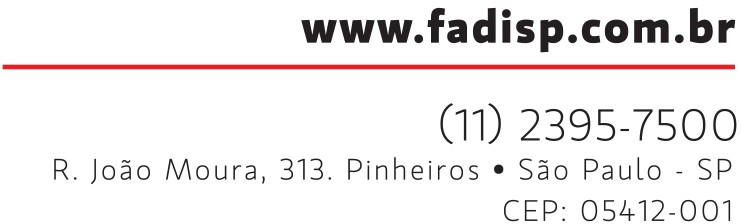 www.fadisp.com.br
(11) 2395-7500
R. João Moura, 313. Pinheiros • São Paulo - SP
CEP: 05412-001